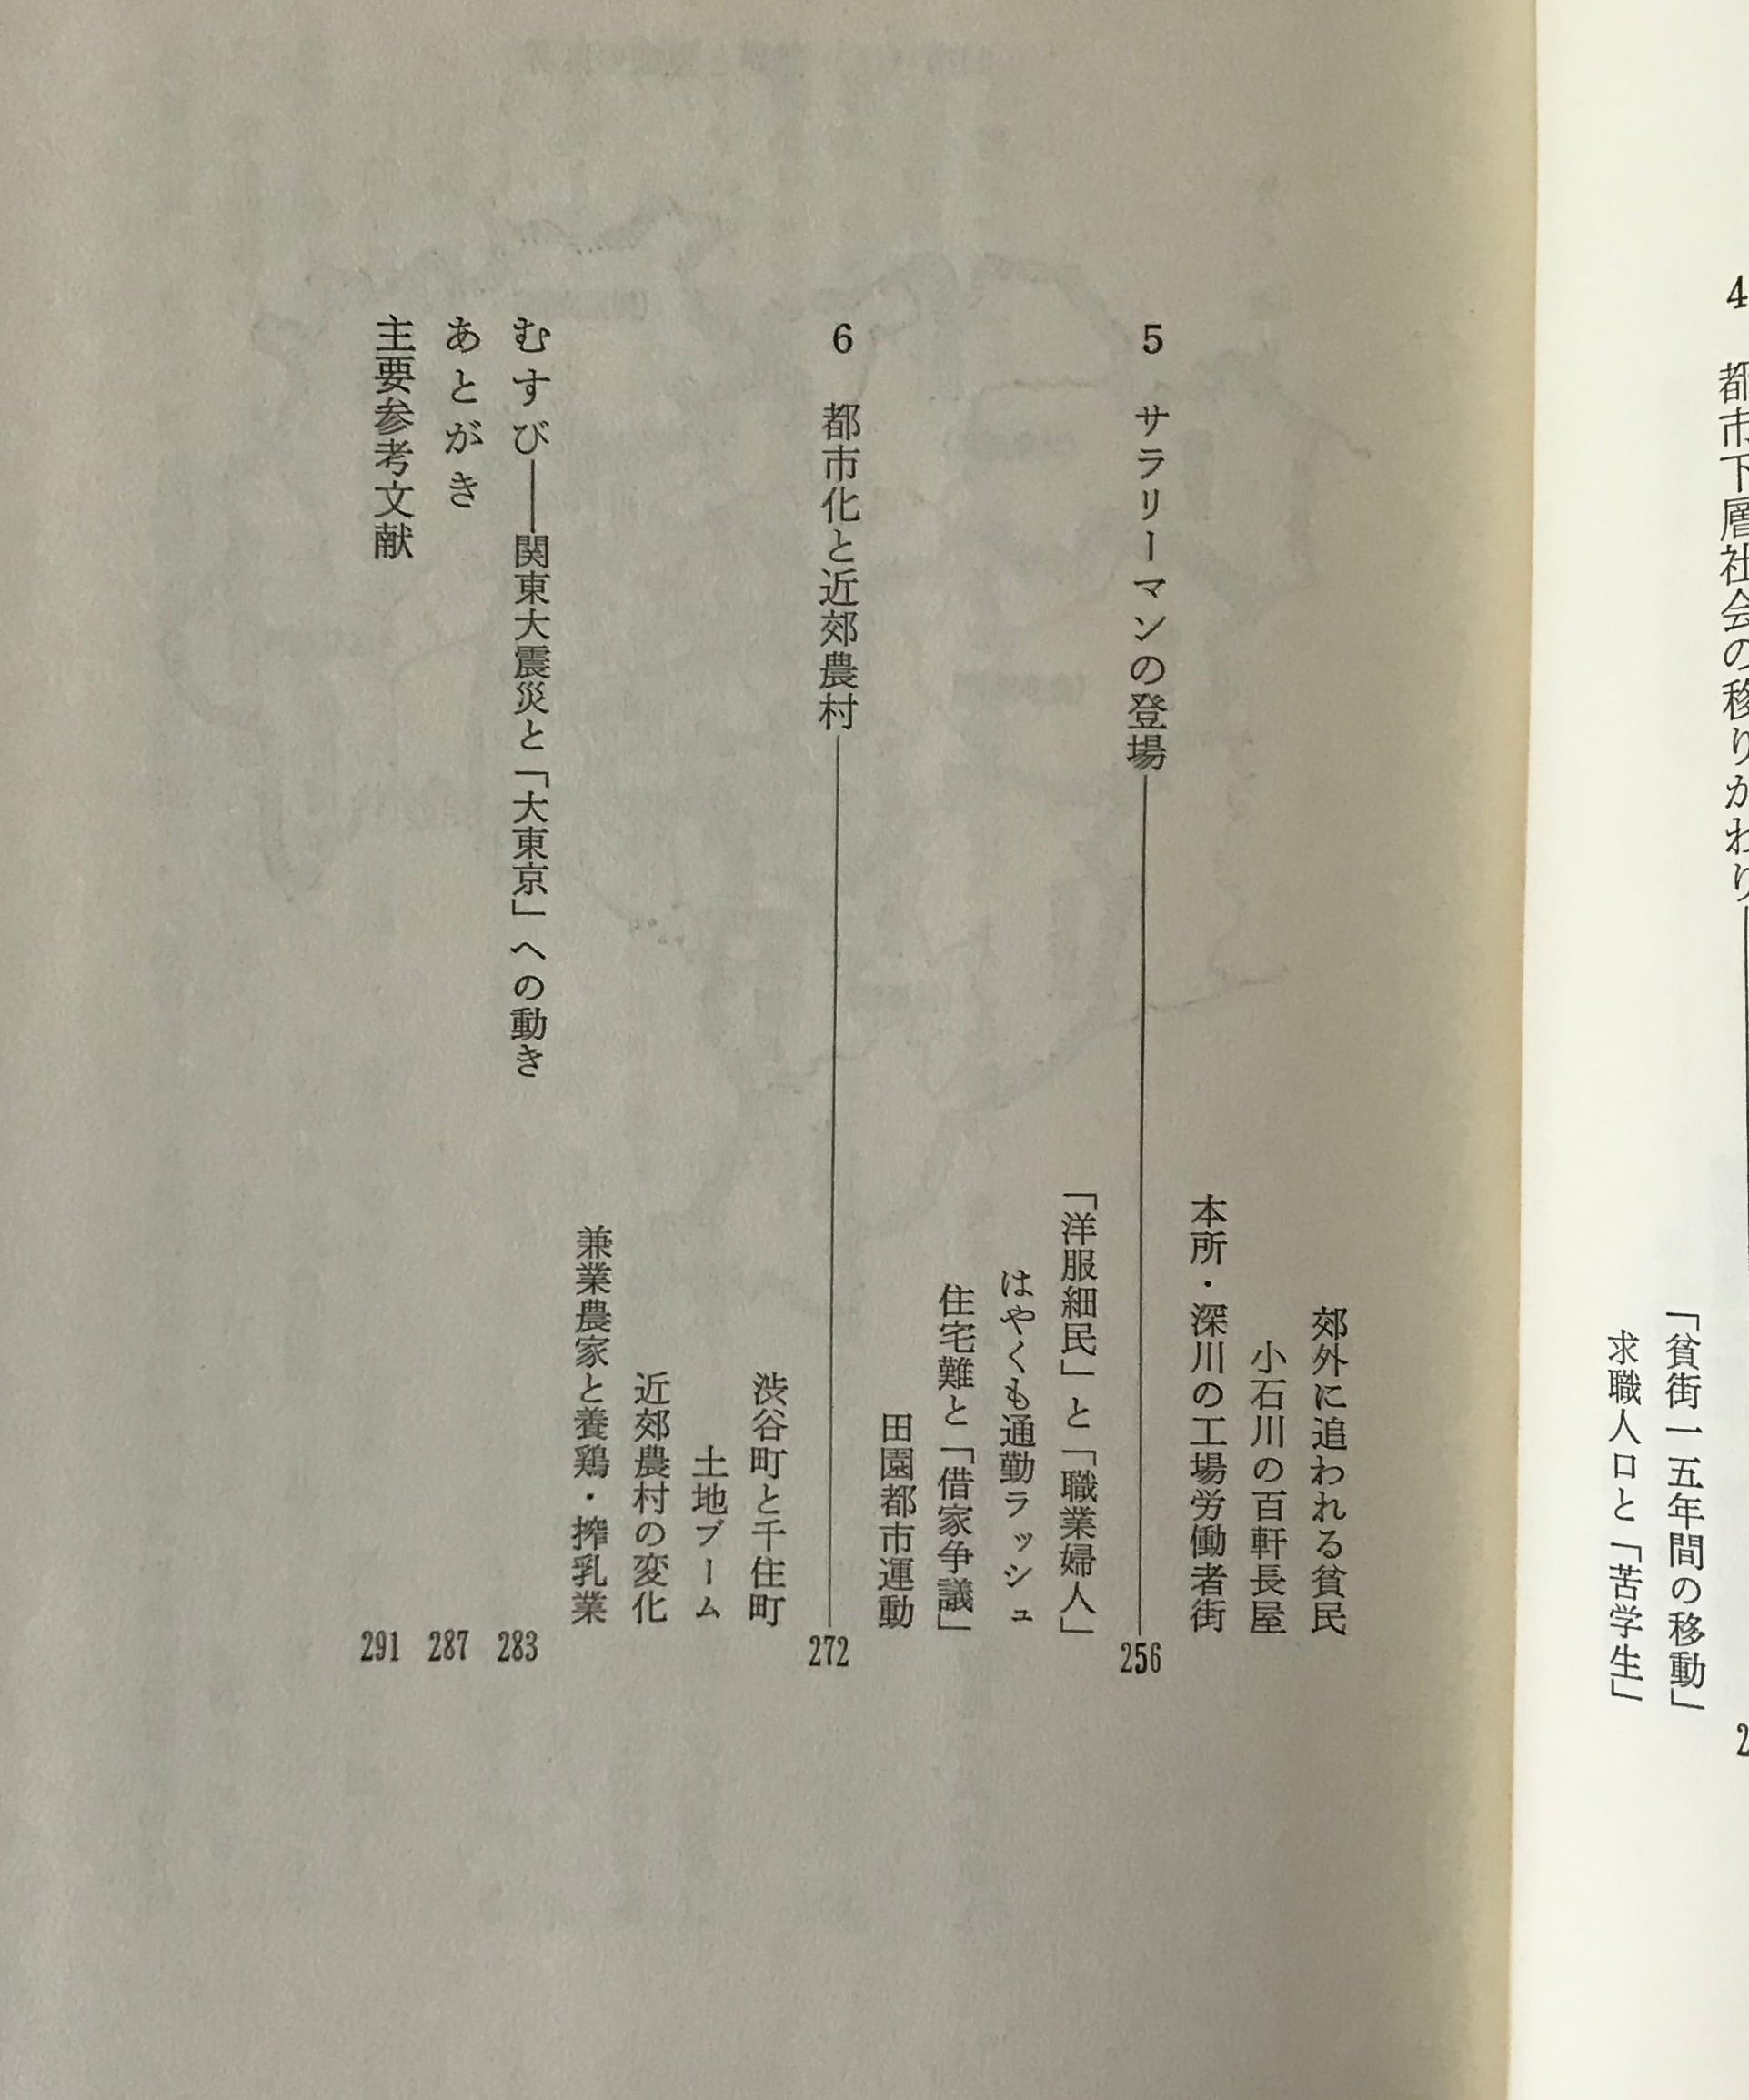 4 都市下層社会の移りかわり
「貧街一五年間の移動」
求職人口と「苦学生」
郊外に追われる貧民
小石川の百軒長屋
本所・深川の工場労働者街
5 サラリーマンの登場 256
「洋服細民」と「職業婦人」
はやくも通勤ラッシュ
住宅難と「借家争議」
田園都市運動
6 都市化と近郊農村 272
渋谷町と千住町
土地ブーム
近郊農村の変化
兼業農家と養鶏・搾乳業
むすび——関東大震災と「大東京」への動き 283
あとがき 287
主要参考文献 291